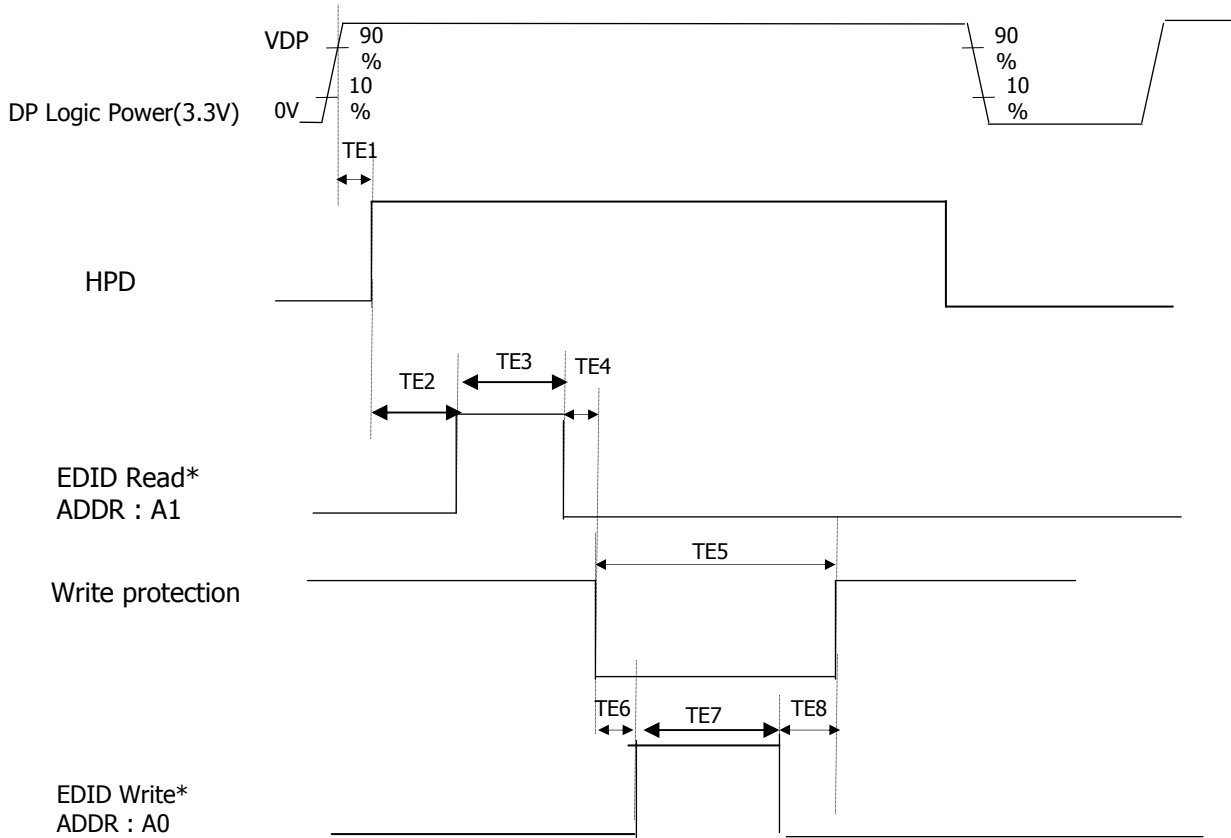 VDP
90
%
10
%
DP Logic Power(3.3V)
0V
90
%
10
%
TE1
HPD
TE2
TE3
TE4
EDID Read*
ADDR : A1
TE5
Write protection
TE6
TE7
TE8
EDID Write*
ADDR : A0